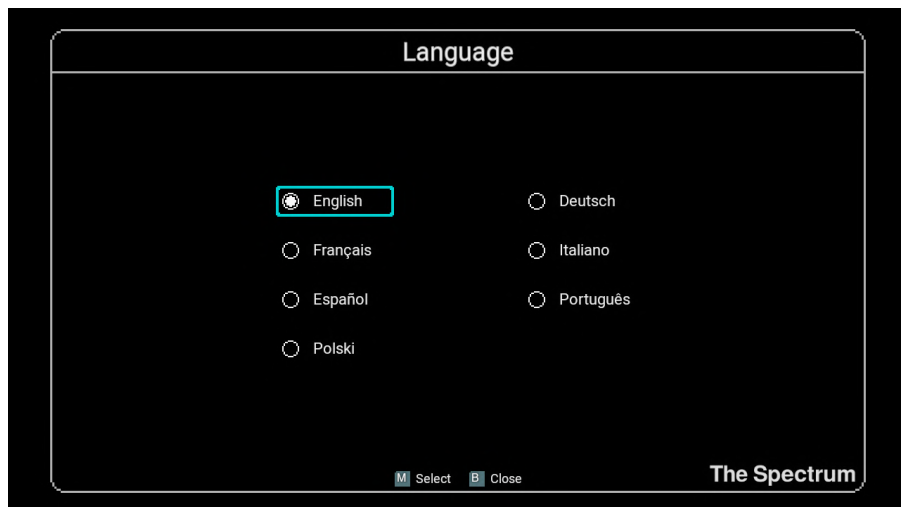 Language
English Deutsch
Français Italiano
Español Português
Polski
M Select B Close
The Spectrum